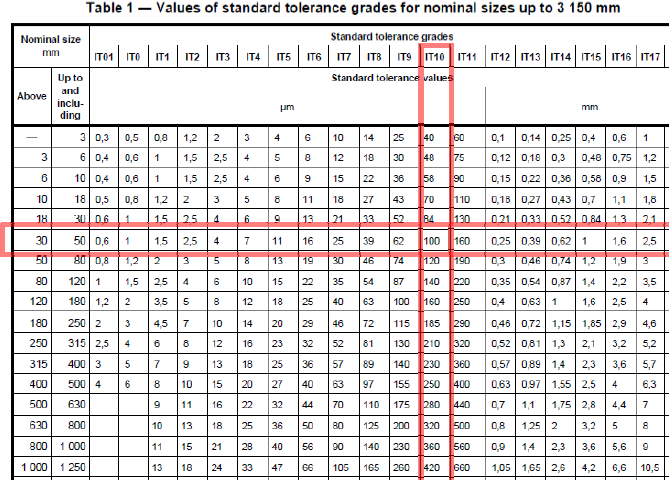 Table 1 — Values of standard tolerance grades for nominal sizes up to 3 150 mm
Nominal size mm Standard tolerance grades
IT01 IT0 IT1 IT2 IT3 IT4 IT5 IT6 IT7 IT8 IT9 IT10 IT11 IT12 IT13 IT14 IT15 IT16 IT17
Above Up to and inclu- ding Standard tolerance values
µm mm
— 3 0,3 0,5 0,8 1,2 2 3 4 6 10 14 25 40 60 0,1 0,14 0,25 0,4 0,6 1
3 6 0,4 0,6 1 1,5 2,5 4 5 8 12 18 30 48 75 0,12 0,18 0,3 0,48 0,75 1,2
6 10 0,4 0,6 1 1,5 2,5 4 6 9 15 22 36 58 90 0,15 0,22 0,36 0,58 0,9 1,5
10 18 0,5 0,8 1,2 2 3 5 8 11 18 27 43 70 110 0,18 0,27 0,43 0,7 1,1 1,8
18 30 0,6 1 1,5 2,5 4 6 9 13 21 33 52 84 130 0,21 0,33 0,52 0,84 1,3 2,1
30 50 0,6 1 1,5 2,5 4 7 11 16 25 39 62 100 160 0,25 0,39 0,62 1 1,6 2,5
50 80 0,8 1,2 2 3 5 8 13 19 30 46 74 120 190 0,3 0,46 0,74 1,2 1,9 3
80 120 1 1,5 2,5 4 6 10 15 22 35 54 87 140 220 0,35 0,54 0,87 1,4 2,2 3,5
120 180 1,2 2 3,5 5 8 12 18 25 40 63 100 160 250 0,4 0,63 1 1,6 2,5 4
180 250 2 3 4,5 7 10 14 20 29 46 72 115 185 290 0,46 0,72 1,15 1,85 2,9 4,6
250 315 2,5 4 6 8 12 16 23 32 52 81 130 210 320 0,52 0,81 1,3 2,1 3,2 5,2
315 400 3 5 7 9 13 18 25 36 57 89 140 230 360 0,57 0,89 1,4 2,3 3,6 5,7
400 500 4 6 8 10 15 20 27 40 63 97 155 250 400 0,63 0,97 1,55 2,5 4 6,3
500 630 9 11 16 22 32 44 70 110 175 280 440 0,7 1,1 1,75 2,8 4,4 7
630 800 10 13 18 25 36 50 80 125 200 320 500 0,8 1,25 2 3,2 5 8
800 1 000 11 15 21 28 40 56 90 140 230 360 560 0,9 1,4 2,3 3,6 5,6 9
1 000 1 250 13 18 24 33 47 66 105 165 260 420 660 1,05 1,65 2,6 4,2 6,6 10,5